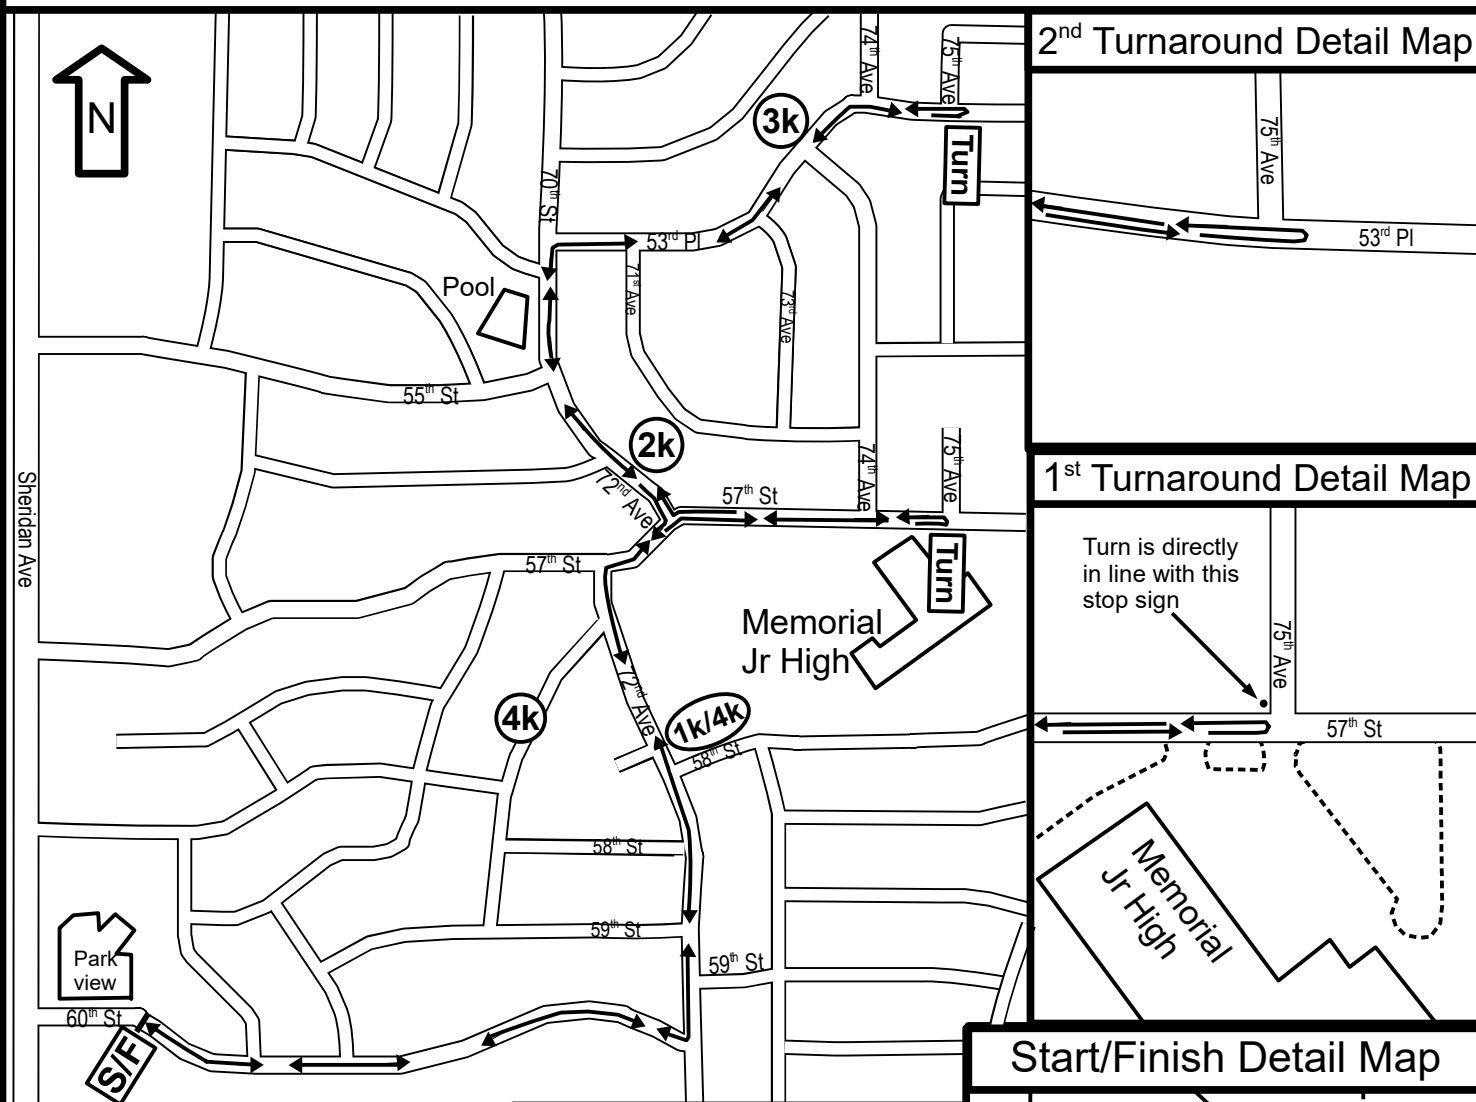 N
74th Ave
75th Ave
3k
Turn
70th St
53rd Pl
71st Ave
73rd Ave
Pool
55th St
2k
72nd Ave
57th St
74th Ave
75th Ave
Sheridan Ave
57th St
Turn
Memorial
Jr High
72nd Ave
4k
1k/4k
58th St
58th St
59th St
59th St
Park
view
60th St
S/F
2nd Turnaround Detail Map
75th Ave
53rd Pl
1st Turnaround Detail Map
Turn is directly
in line with this
stop sign
75th Ave
57th St
Memorial
Jr High
Start/Finish Detail Map